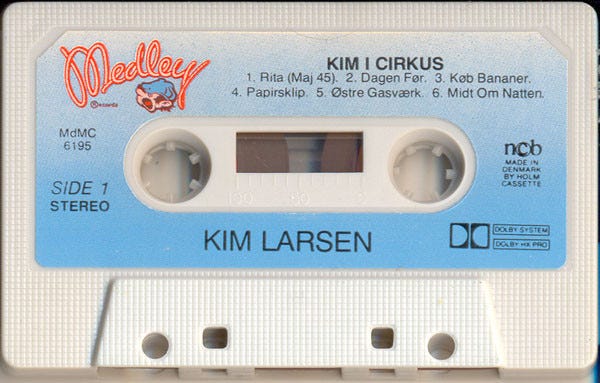 Medley
Records
KIM I CIRKUS
1. Rita (Maj 45). 2. Dagen Før. 3. Køb Bananer.
4. Papirsklip. 5. Østre Gasværk. 6. Midt Om Natten.
MdMC
6195
ncb
MADE IN
DENMARK
BY HOLM
CASSETTE
SIDE 1
STEREO
100 50 0
KIM LARSEN
DOLBY SYSTEM
DOLBY HX PRO